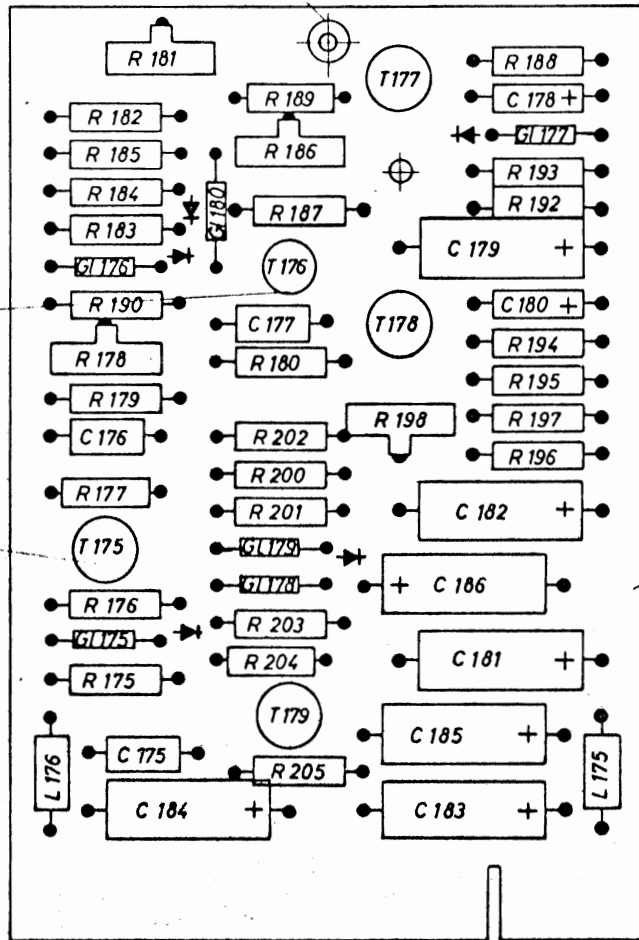 R 181
T177
R 188
R 189
C 178 +
R 182
Gl 177
R 186
R 185
R 193
R 184
Gl 180
R 187
R 192
R 183
C 179 +
Gl 176
T176
R 190
C 177
T178
C 180 +
R 178
R 180
R 194
R 179
R 198
R 195
C 176
R 202
R 197
R 200
R 196
R 177
R 201
C 182 +
T175
Gl 179
+ C 186
Gl 178
R 176
R 203
Gl 175
R 204
C 181 +
R 175
T179
C 185 +
L 176
C 175
R 205
L 175
C 184 +
C 183 +